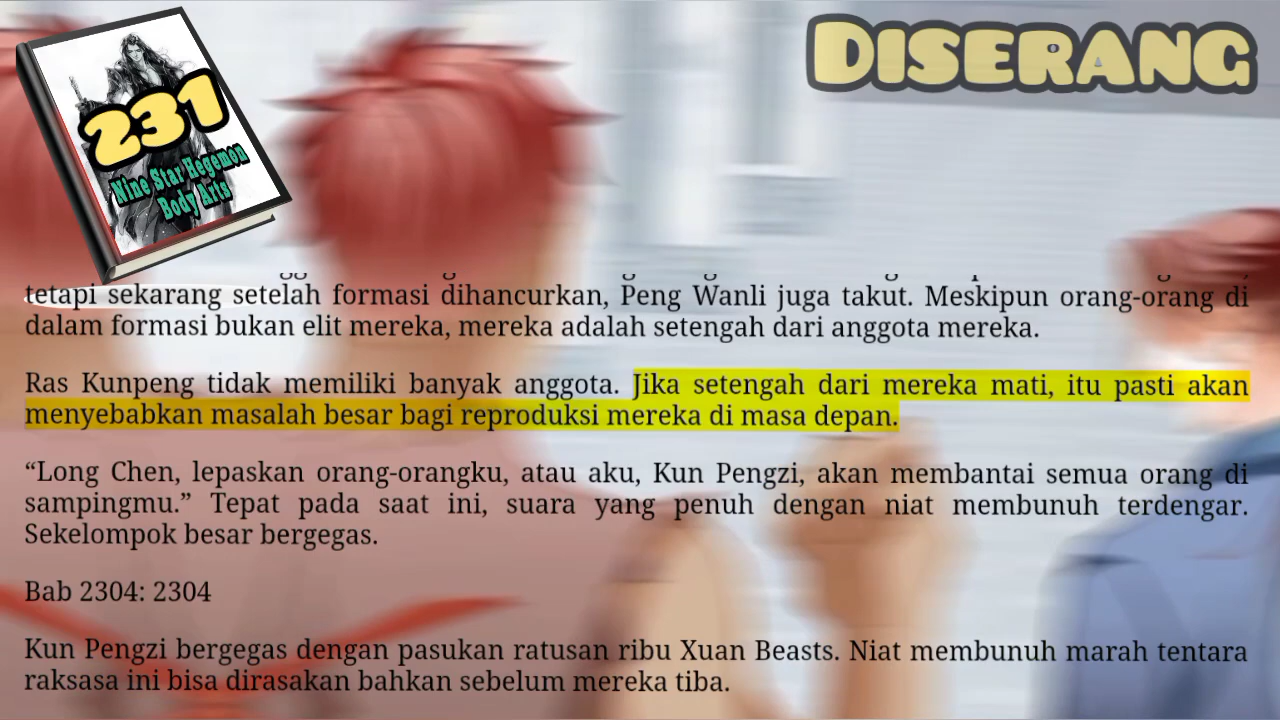 DISERANG
231
Nine Star Hegemon
Body Arts
tetapi sekarang setelah formasi dihancurkan, Peng Wanli juga takut. Meskipun orang-orang di
dalam formasi bukan elit mereka, mereka adalah setengah dari anggota mereka.
Ras Kunpeng tidak memiliki banyak anggota. Jika setengah dari mereka mati, itu pasti akan
menyebabkan masalah besar bagi reproduksi mereka di masa depan.
“Long Chen, lepaskan orang-orangku, atau aku, Kun Pengzi, akan membantai semua orang di
sampingmu.” Tepat pada saat ini, suara yang penuh dengan niat membunuh terdengar.
Sekelompok besar bergegas.
Bab 2304: 2304
Kun Pengzi bergegas dengan pasukan ratusan ribu Xuan Beasts. Niat membunuh marah tentara
raksasa ini bisa dirasakan bahkan sebelum mereka tiba.